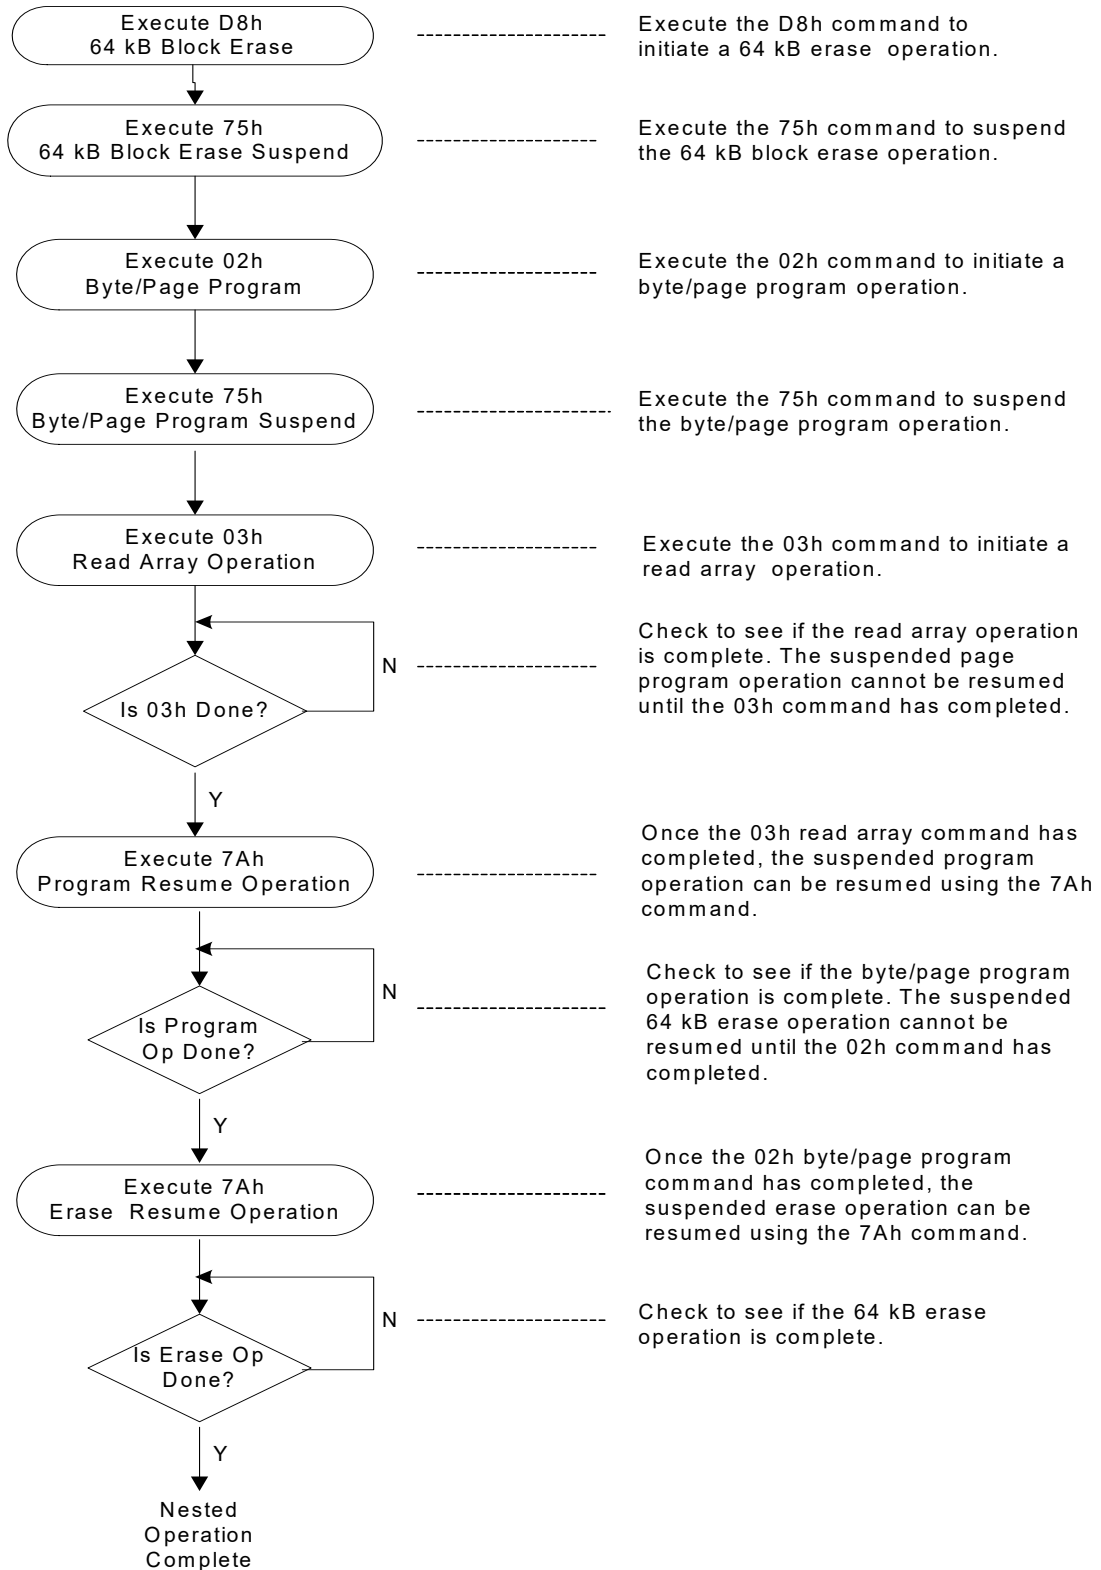 Execute D8h
64 kB Block Erase
Execute the D8h command to
initiate a 64 kB erase operation.
Execute 75h
64 kB Block Erase Suspend
Execute the 75h command to suspend
the 64 kB block erase operation.
Execute 02h
Byte/Page Program
Execute the 02h command to initiate a
byte/page program operation.
Execute 75h
Byte/Page Program Suspend
Execute the 75h command to suspend
the byte/page program operation.
Execute 03h
Read Array Operation
Execute the 03h command to initiate a
read array operation.
Is 03h Done?
N
Check to see if the read array operation
is complete. The suspended page
program operation cannot be resumed
until the 03h command has completed.
Y
Execute 7Ah
Program Resume Operation
Once the 03h read array command has
completed, the suspended program
operation can be resumed using the 7Ah
command.
Is Program
Op Done?
N
Check to see if the byte/page program
operation is complete. The suspended
64 kB erase operation cannot be
resumed until the 02h command has
completed.
Y
Execute 7Ah
Erase Resume Operation
Once the 02h byte/page program
command has completed, the
suspended erase operation can be
resumed using the 7Ah command.
Is Erase Op
Done?
N
Check to see if the 64 kB erase
operation is complete.
Y
Nested
Operation
Complete